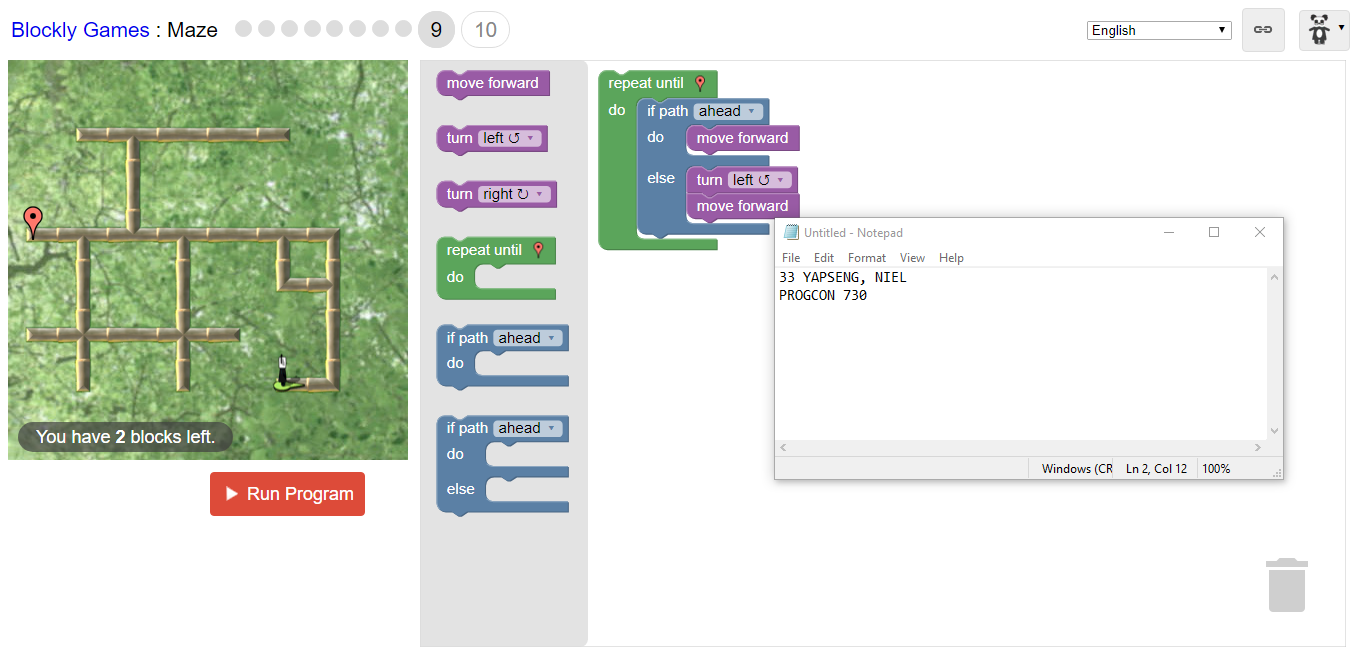 Blockly Games : Maze
9
10
English
You have 2 blocks left.
Run Program
move forward
turn left ↺
turn right ↻
repeat until
do
if path ahead
do
if path ahead
do
else
repeat until
do
if path ahead
do
move forward
else
turn left ↺
move forward
Untitled - Notepad
File Edit Format View Help
33 YAPSENG, NIEL
PROGCON 730
Windows (CR
Ln 2, Col 12
100%